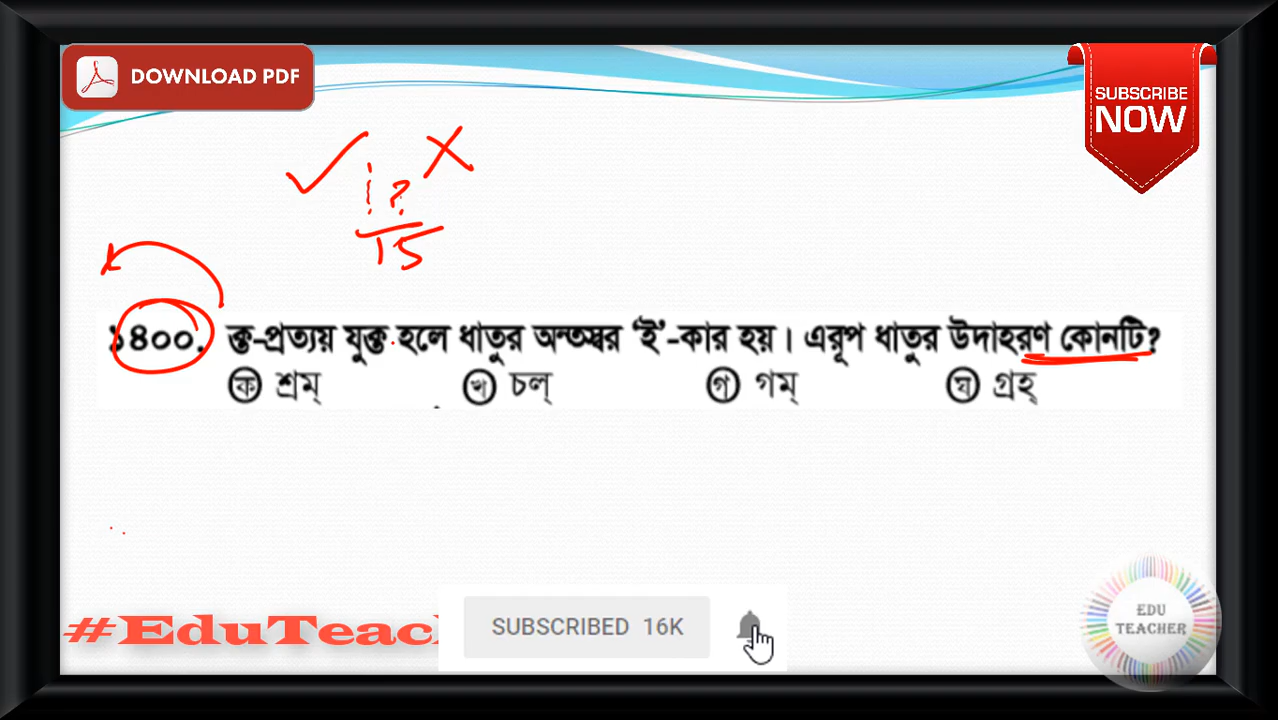 DOWNLOAD PDF
SUBSCRIBE
NOW
15
১৪০০. ক্ত-প্রত্যয় যুক্ত হলে ধাতুর অন্তস্বর ‘ই’-কার হয়। এরূপ ধাতুর উদাহরণ কোনটি?
ক শ্রম্ খ চল্ গ গম্ ঘ গ্রহ্
#EduTeac
SUBSCRIBED 16K
EDU
TEACHER